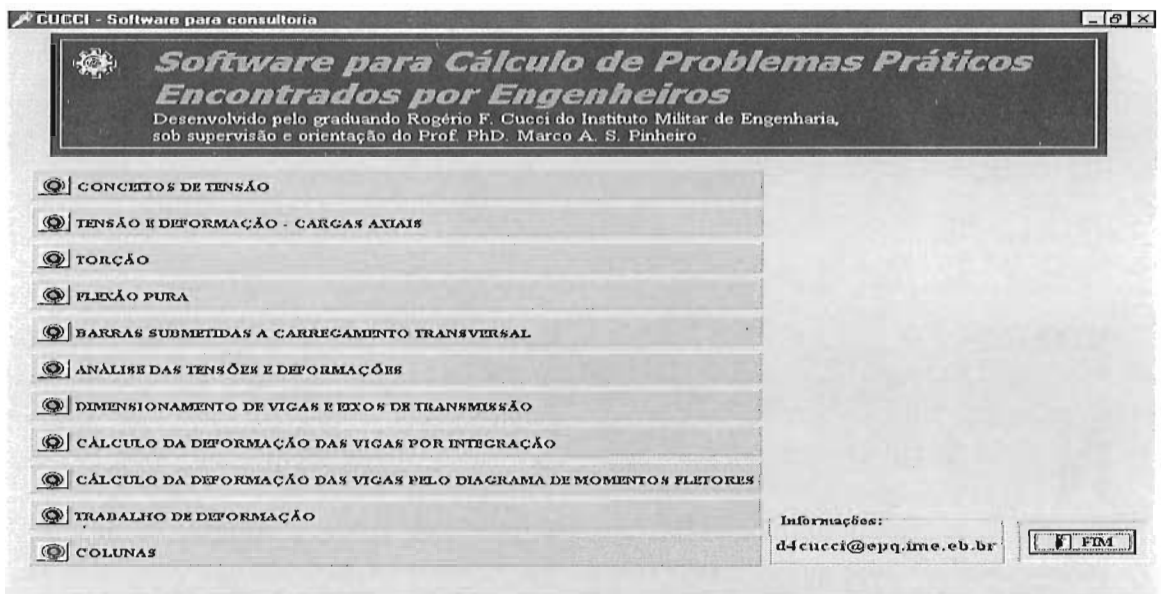 CUCCI - Software para consultoria
Software para Cálculo de Problemas Práticos
Encontrados por Engenheiros
Desenvolvido pelo graduando Rogério F. Cucci do Instituto Militar de Engenharia,
sob supervisão e orientação do Prof. PhD. Marco A. S. Pinheiro
CONCEITOS DE TENSÃO
TENSÃO E DEFORMAÇÃO - CARGAS AXIAIS
TORÇÃO
FLEXÃO PURA
BARRAS SUBMETIDAS A CARREGAMENTO TRANSVERSAL
ANÁLISE DAS TENSÕES E DEFORMAÇÕES
DIMENSIONAMENTO DE VIGAS E EIXOS DE TRANSMISSÃO
CÁLCULO DA DEFORMAÇÃO DAS VIGAS POR INTEGRAÇÃO
CÁLCULO DA DEFORMAÇÃO DAS VIGAS PELO DIAGRAMA DE MOMENTOS FLETORES
TRABALHO DE DEFORMAÇÃO
COLUNAS
Informações:
d4cucci@epq.ime.eb.br
FIM